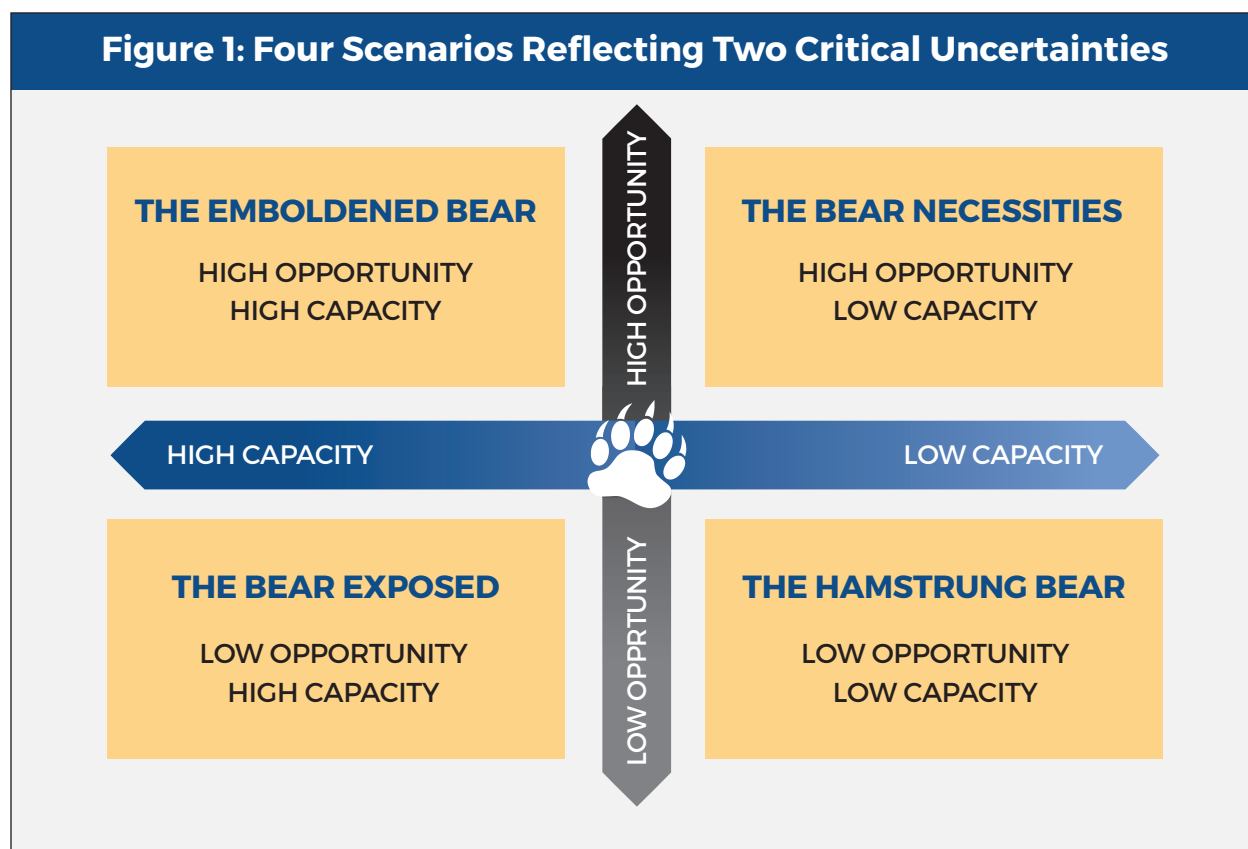 Figure 1: Four Scenarios Reflecting Two Critical Uncertainties
THE EMBOLDENED BEAR
HIGH OPPORTUNITY
HIGH CAPACITY
HIGH OPPORTUNITY
THE BEAR NECESSITIES
HIGH OPPORTUNITY
LOW CAPACITY
HIGH CAPACITY
LOW CAPACITY
THE BEAR EXPOSED
LOW OPPORTUNITY
HIGH CAPACITY
LOW OPPRTUNITY
THE HAMSTRUNG BEAR
LOW OPPORTUNITY
LOW CAPACITY